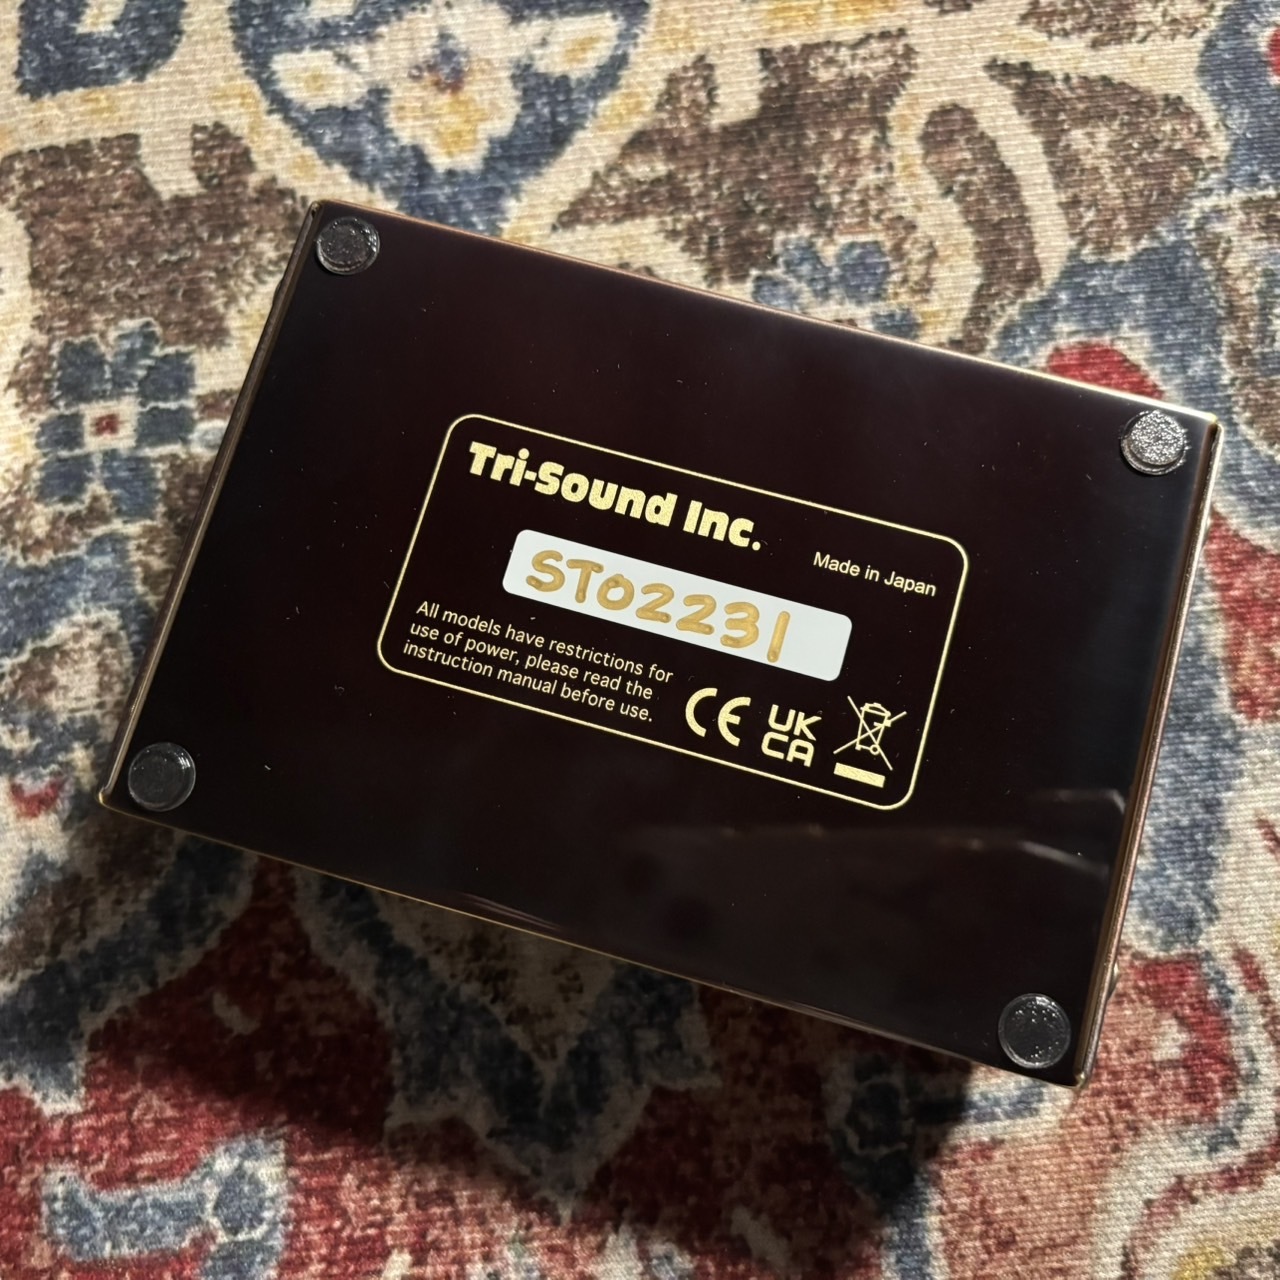 Tri-Sound Inc.
Made in Japan
ST02231
All models have restrictions for
use of power, please read the
instruction manual before use.
CE
UK
CA